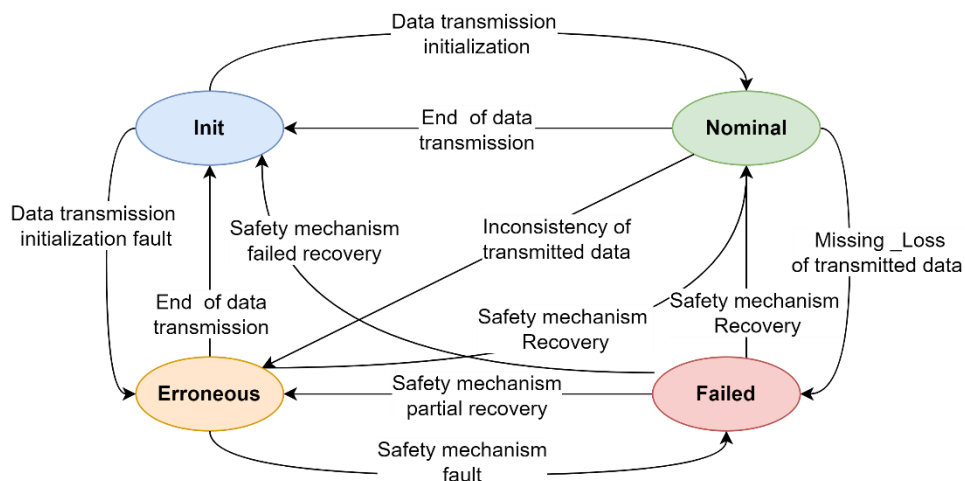 Data transmission
initialization
Init
Nominal
End of data
transmission
Data transmission
initialization fault
Safety mechanism
failed recovery
Inconsistency of
transmitted data
Missing _Loss
of transmitted data
End of data
transmission
Safety mechanism
Recovery
Safety mechanism
Recovery
Erroneous
Safety mechanism
partial recovery
Failed
Safety mechanism
fault